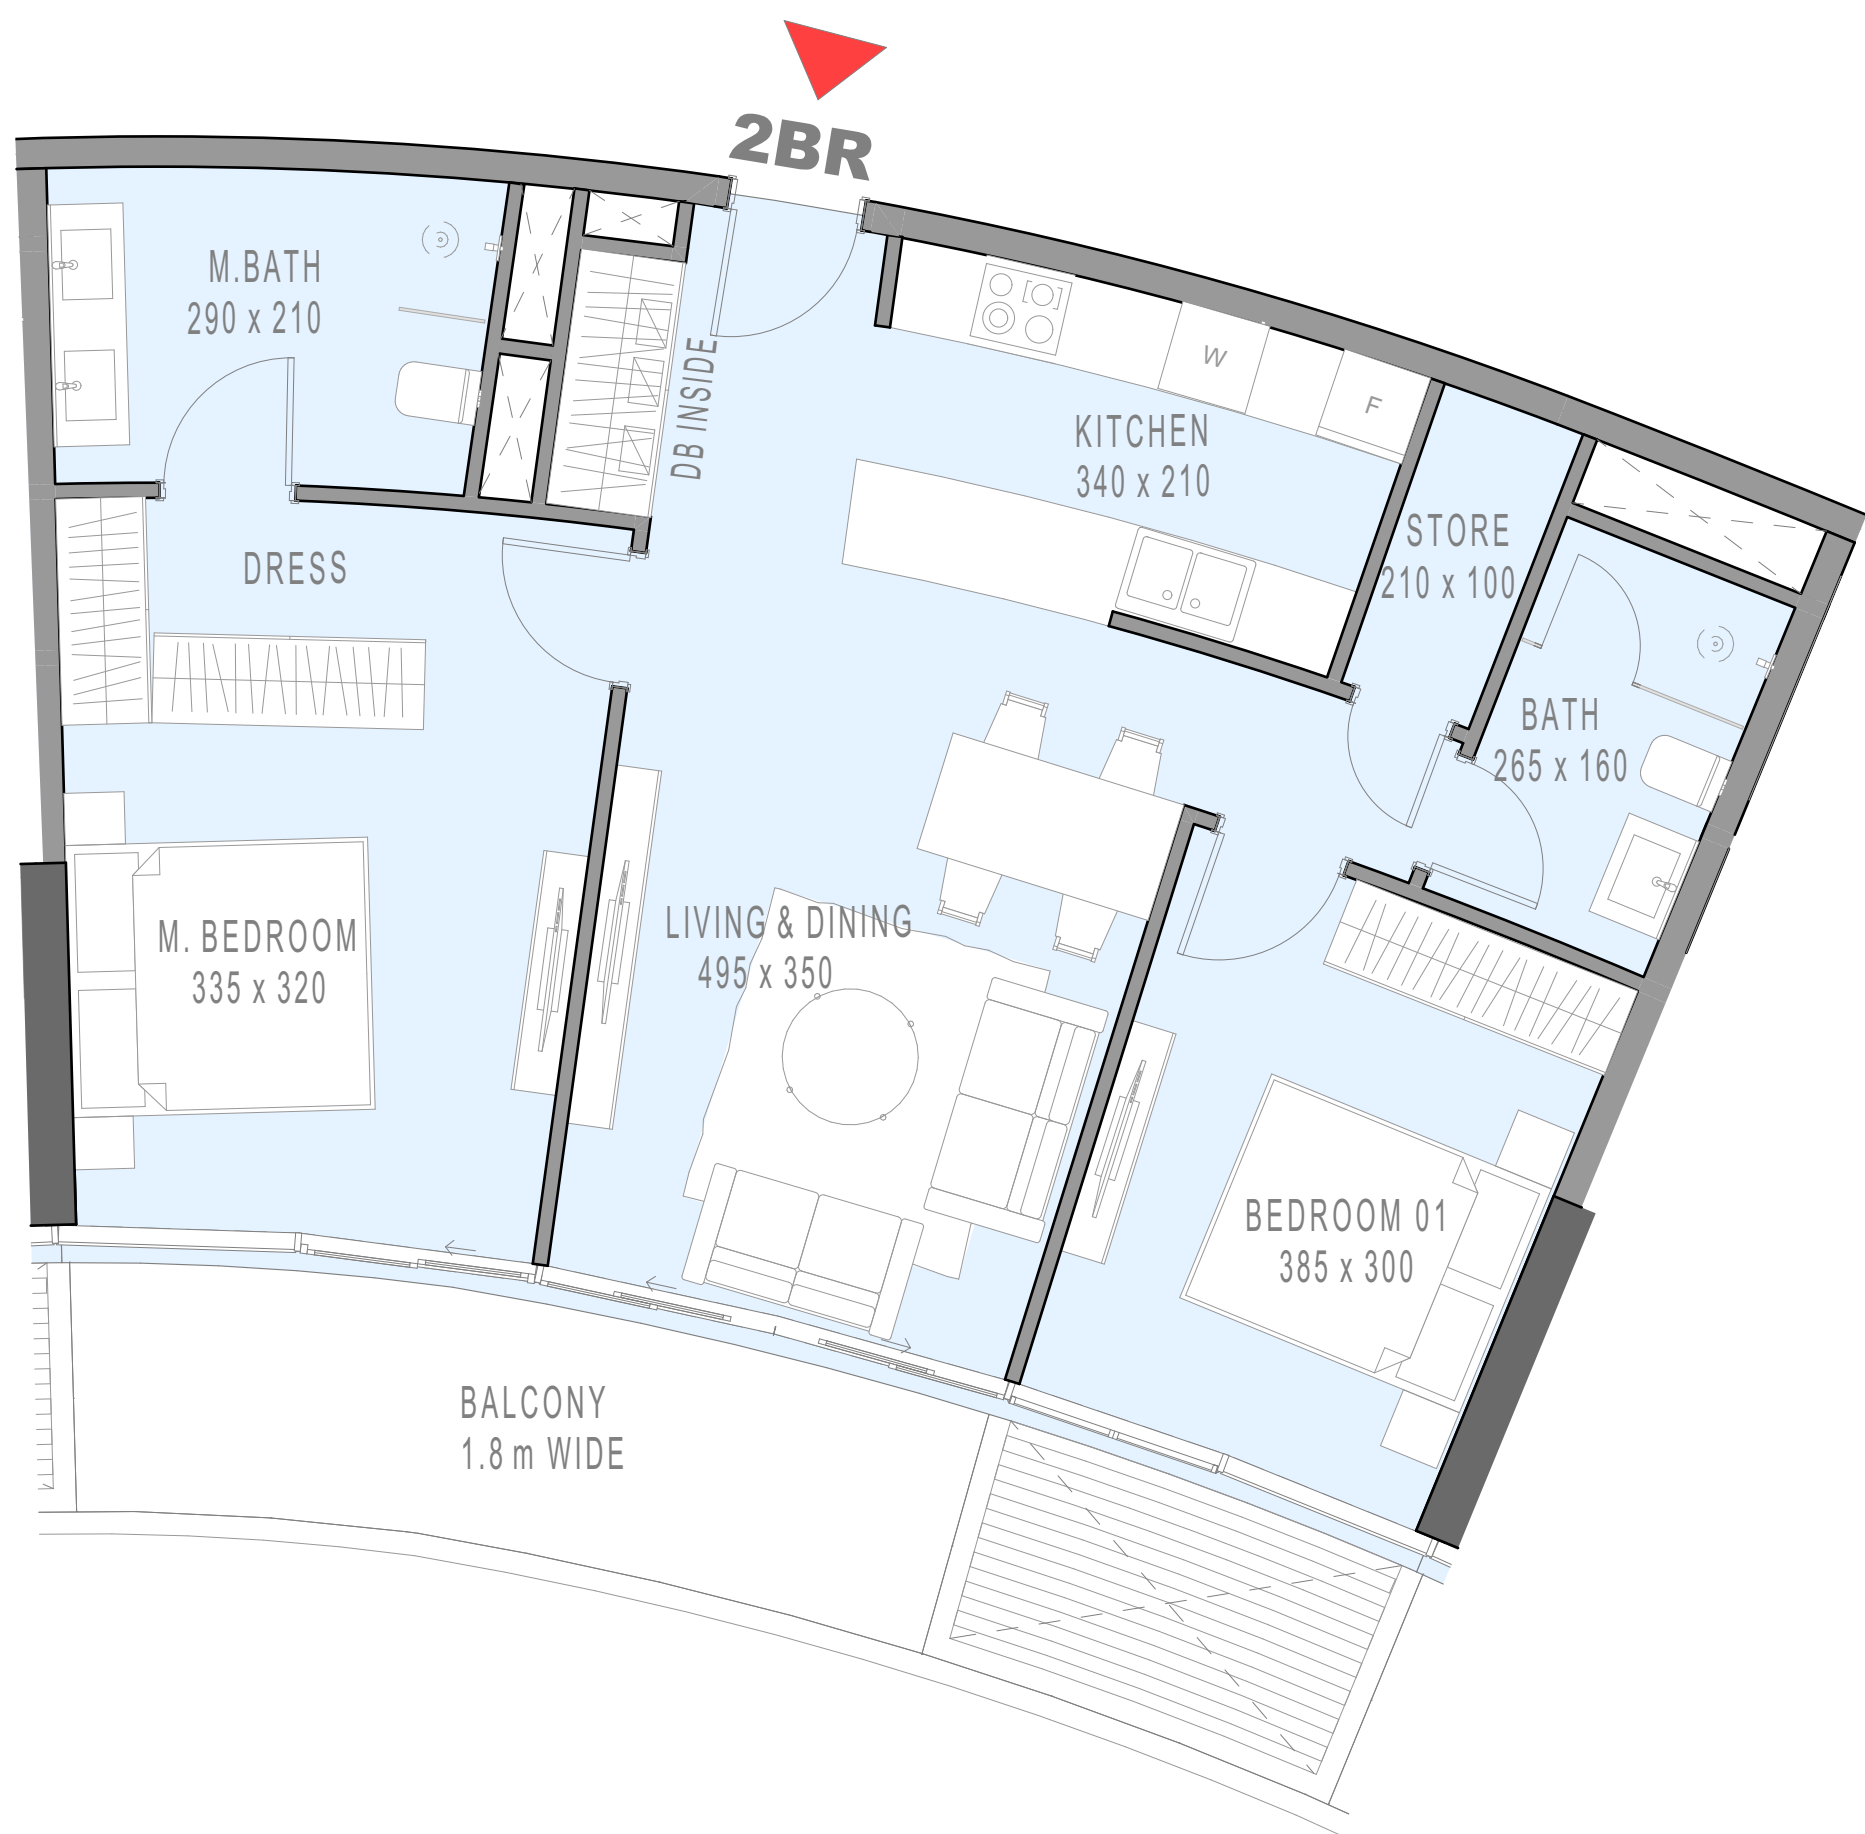 2BR
M.BATH
290 x 210
DB INSIDE
W
F
KITCHEN
340 x 210
STORE
210 x 100
DRESS
BATH
265 x 160
M. BEDROOM
335 x 320
LIVING & DINING
495 x 350
BEDROOM 01
385 x 300
BALCONY
1.8 m WIDE